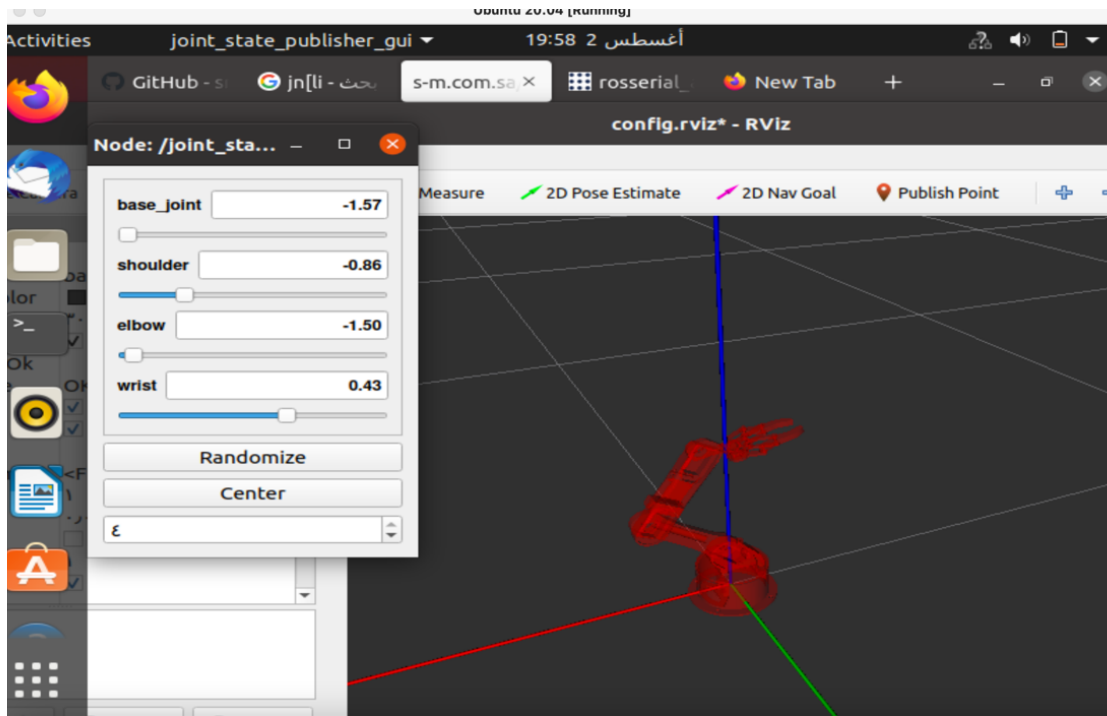 Ubuntu 20.04 [Running]
Activities
joint_state_publisher_gui
أغسطس 2 19:58
GitHub - s
jn[li - بحث
s-m.com.sa
rosserial_
New Tab
config.rviz* - RViz
Node: /joint_sta...
Measure
2D Pose Estimate
2D Nav Goal
Publish Point
base_joint
-1.57
shoulder
-0.86
elbow
-1.50
wrist
0.43
Randomize
Center
٤
lor
Ok
OK
<F